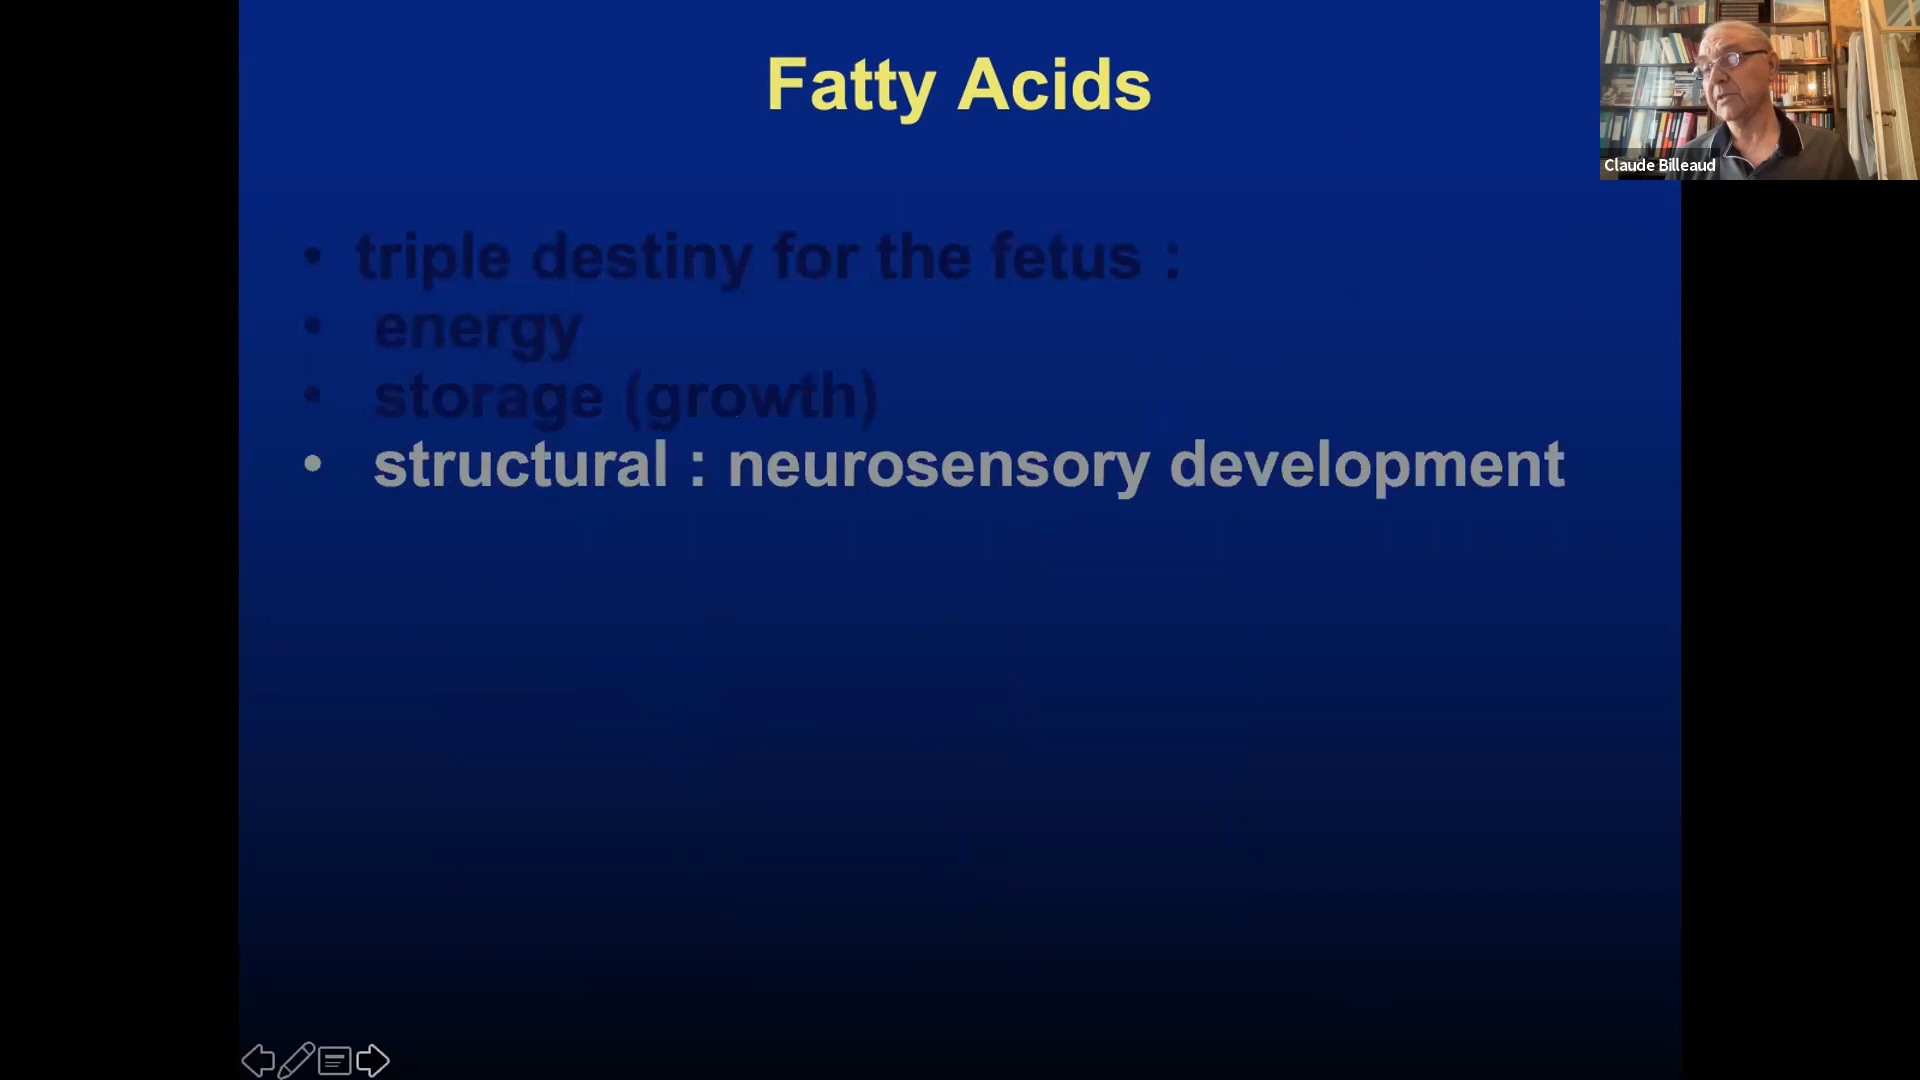 Fatty Acids
Claude Billeaud
• triple destiny for the fetus :
• energy
• storage (growth)
• structural : neurosensory development